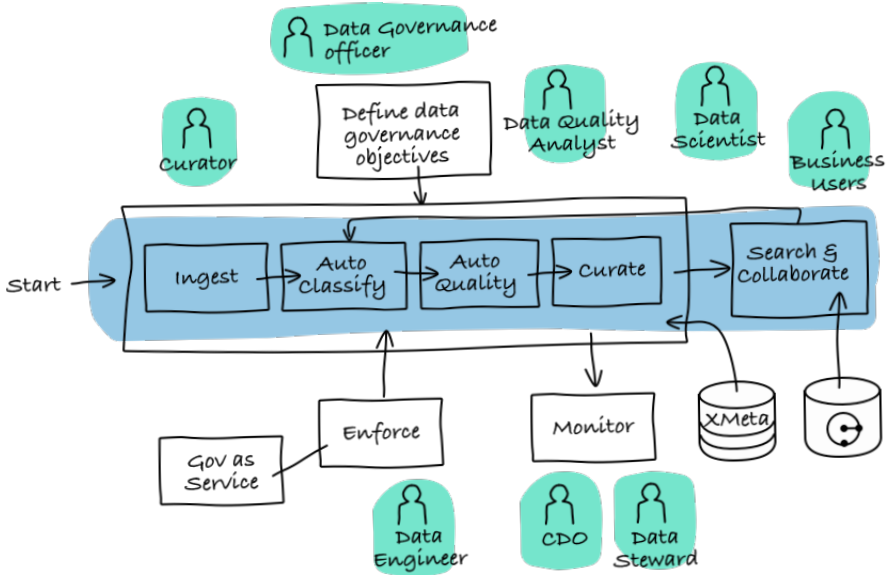 Data Governance
officer
Define data
governance
objectives
Curator
Data Quality
Analyst
Data
Scientist
Business
Users
Start
Ingest
Auto
Classify
Auto
Quality
Curate
Search &
Collaborate
Enforce
Gov as
Service
Monitor
XMeta
Data
Engineer
CDO
Data
Steward